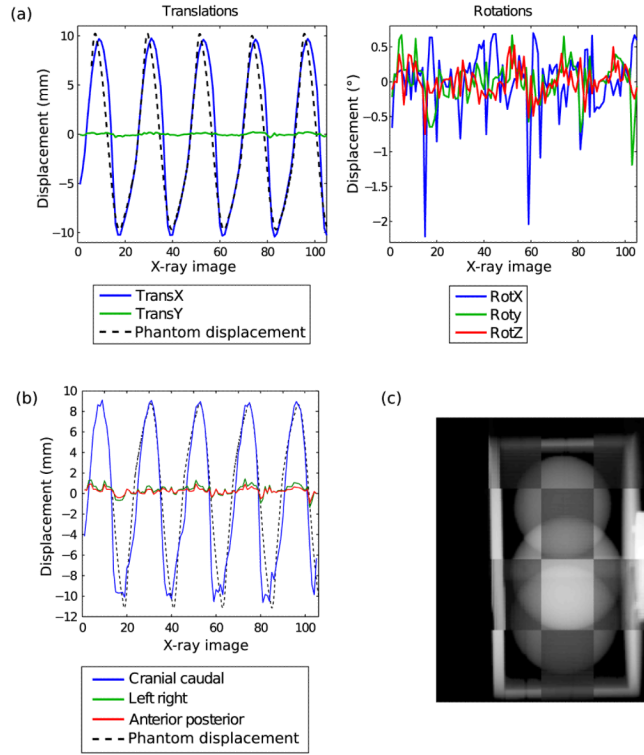 (a)
Translations
Displacement (mm)
10
5
0
−5
−10
0
20
40
60
80
100
X-ray image
TransX
TransY
Phantom displacement
Rotations
Displacement (°)
0.5
0
−0.5
−1
−1.5
−2
0
20
40
60
80
100
X-ray image
RotX
Roty
RotZ
(b)
Displacement (mm)
10
8
6
4
2
0
−2
−4
−6
−8
−10
−12
0
20
40
60
80
100
X-ray image
Cranial caudal
Left right
Anterior posterior
Phantom displacement
(c)